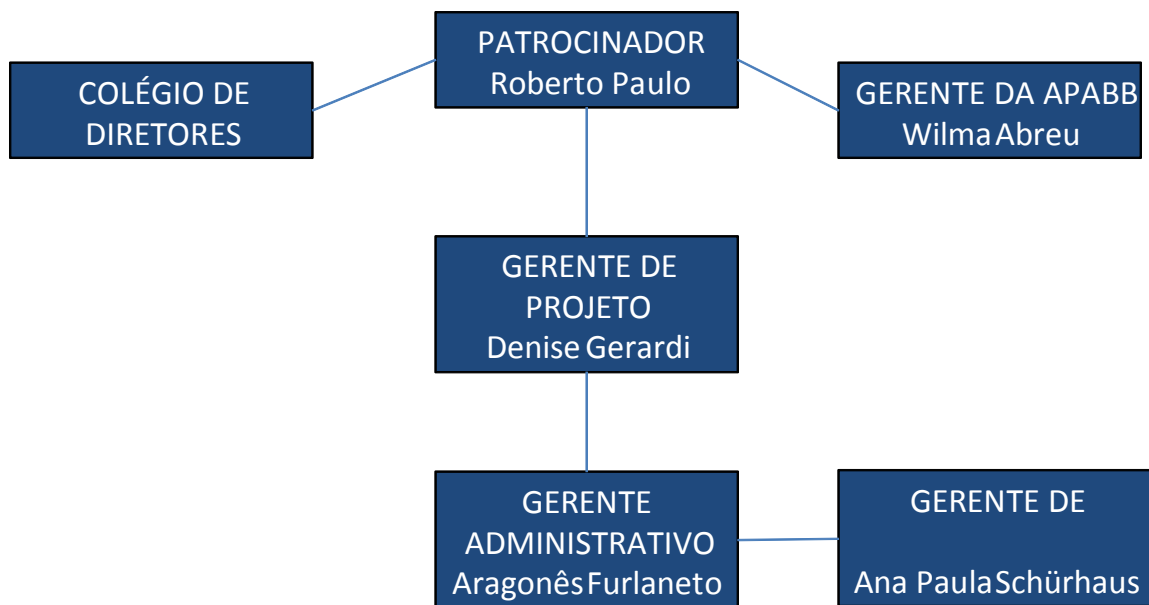 PATROCINADOR
Roberto Paulo
COLÉGIO DE
DIRETORES
GERENTE DA APABB
Wilma Abreu
GERENTE DE
PROJETO
Denise Gerardi
GERENTE
ADMINISTRATIVO
Aragonês Furlaneto
GERENTE DE
Ana Paula Schürhaus